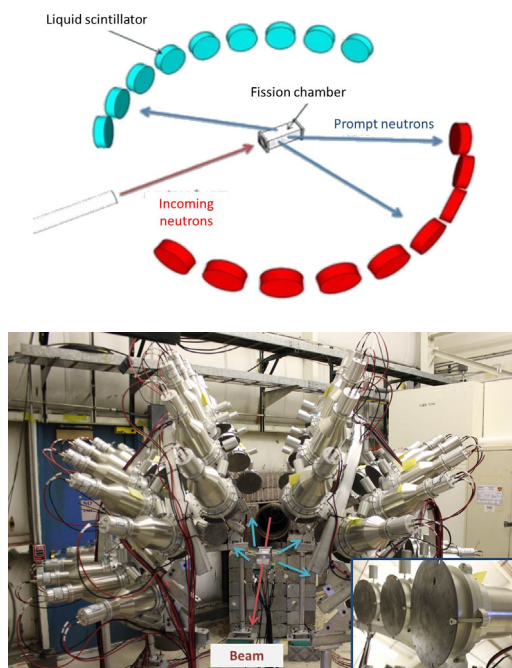 Liquid scintillator
Fission chamber
Prompt neutrons
Incoming
neutrons
Beam